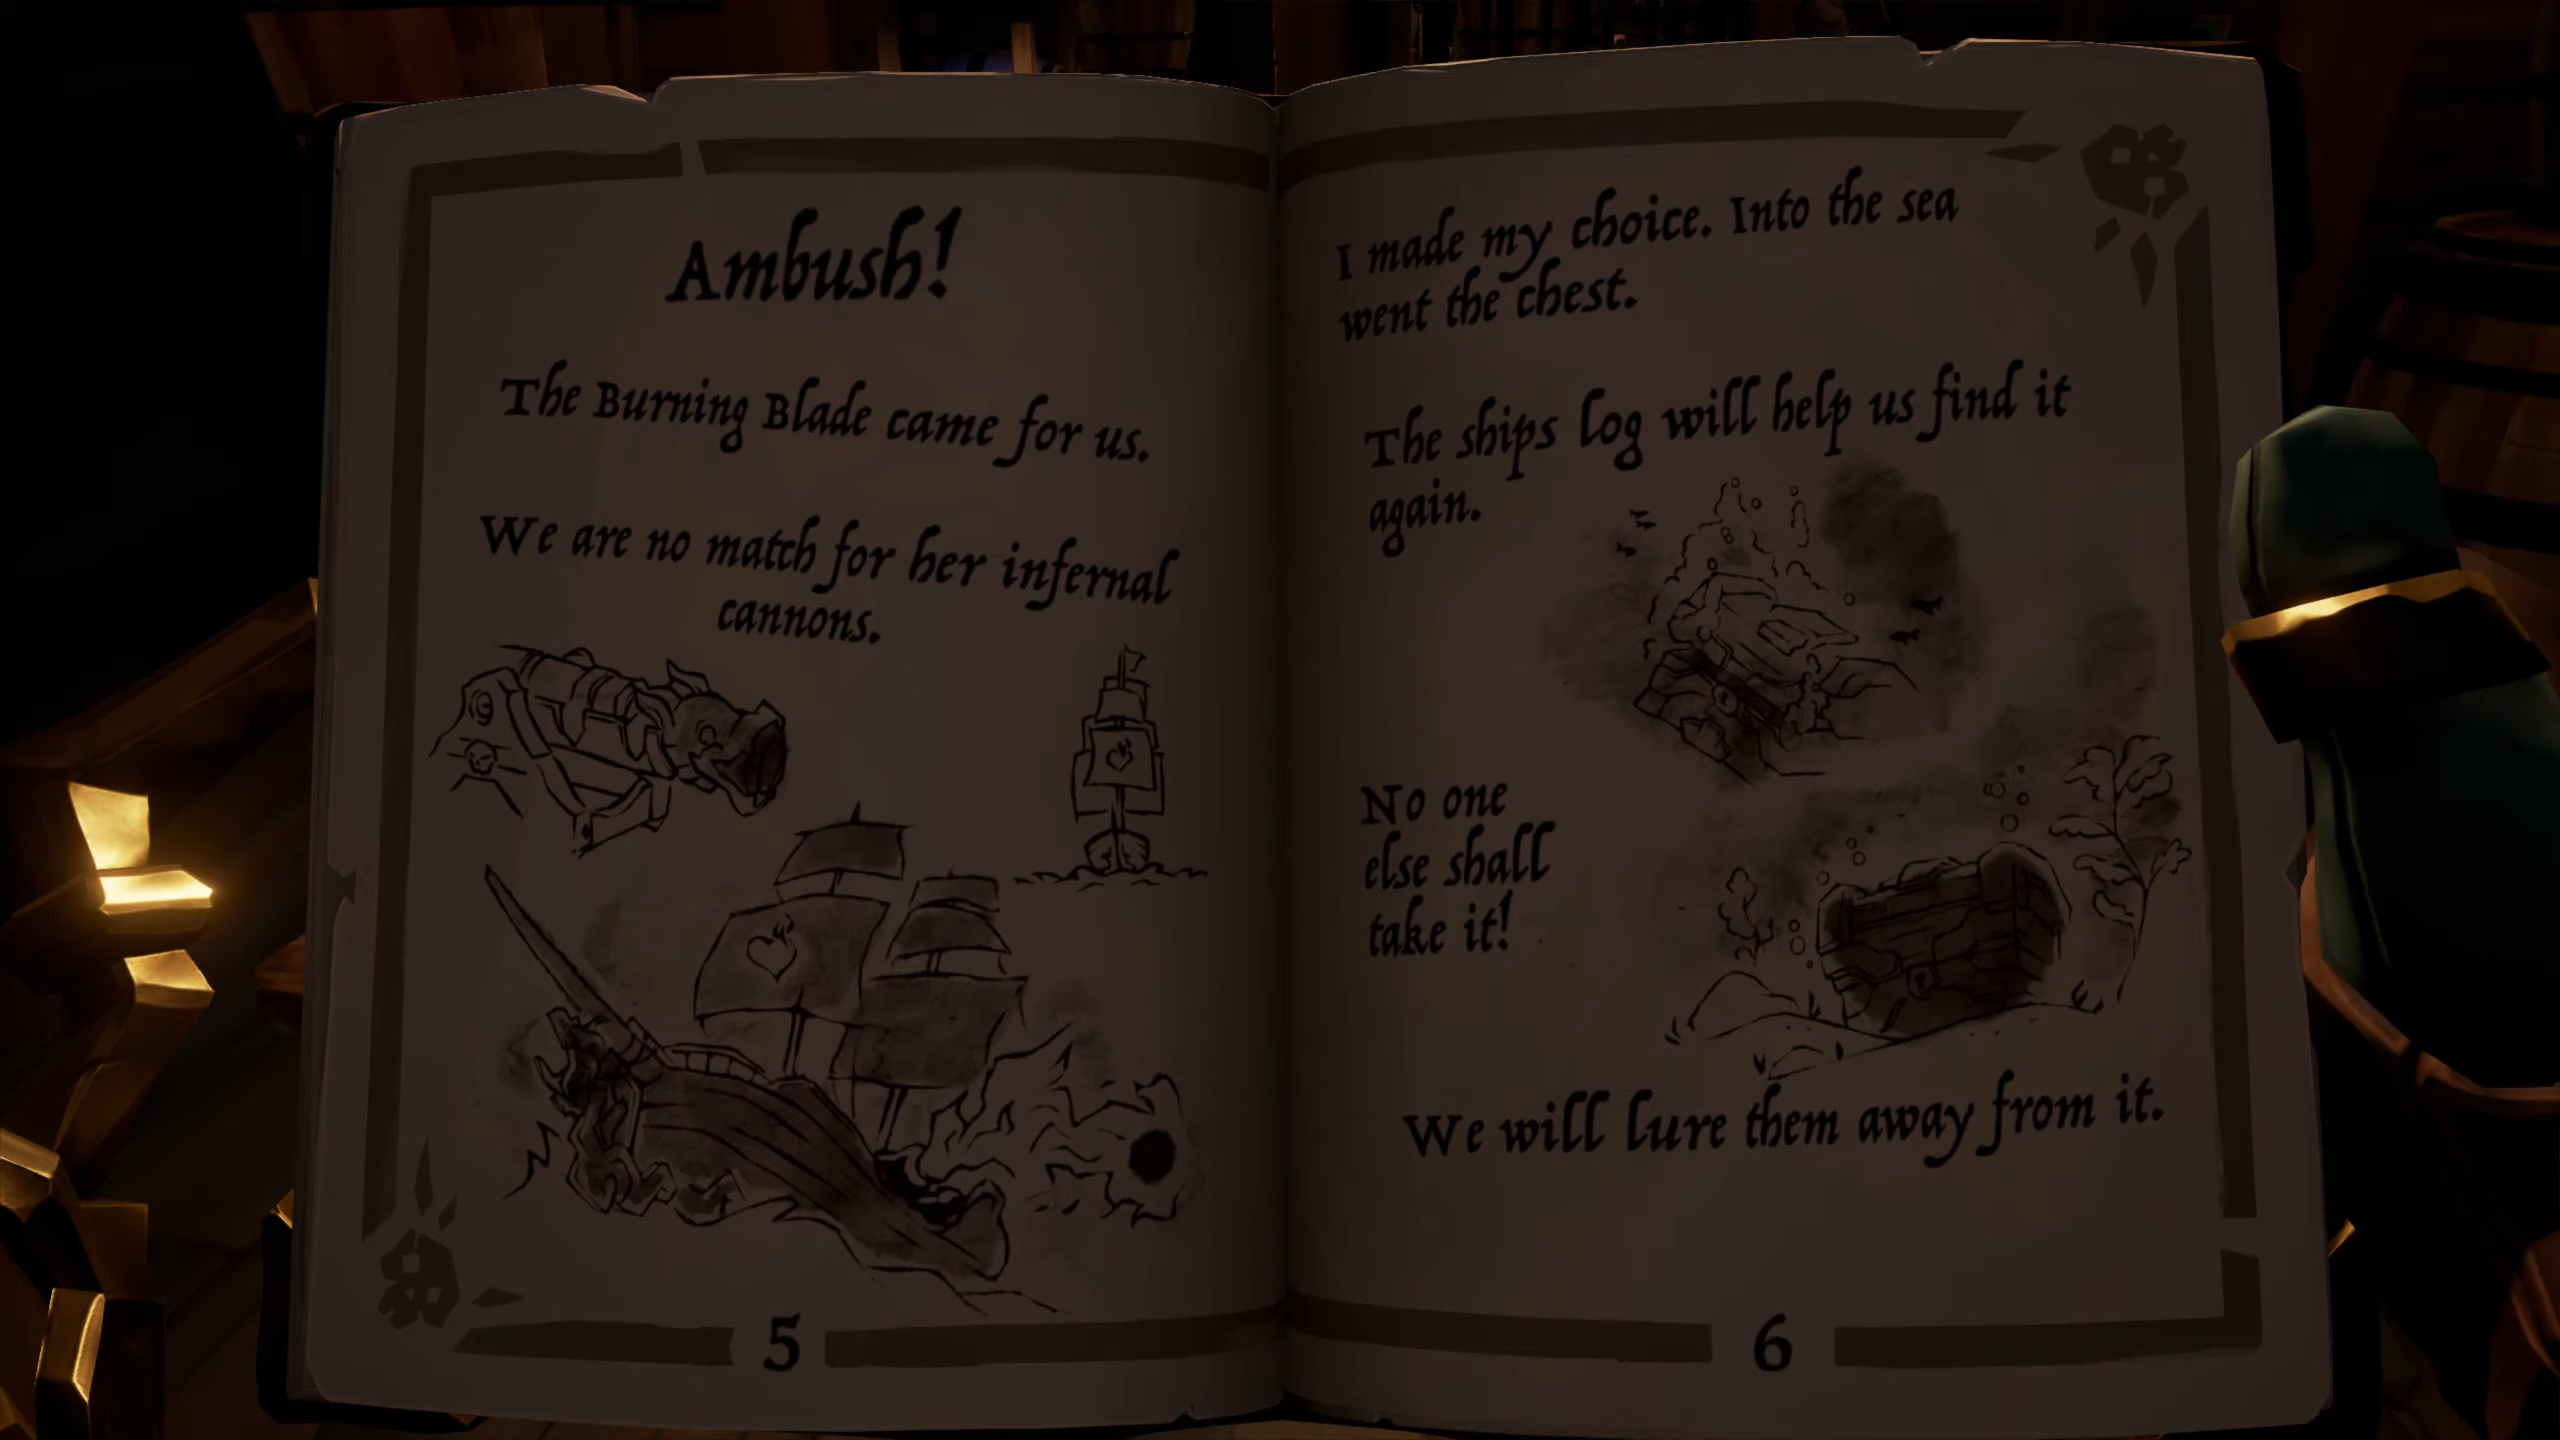 Ambush!
The Burning Blade came for us.
We are no match for her infernal
cannons.
5
I made my choice. Into the sea
went the chest.
The ships log will help us find it
again.
No one
else shall
take it!
We will lure them away from it.
6